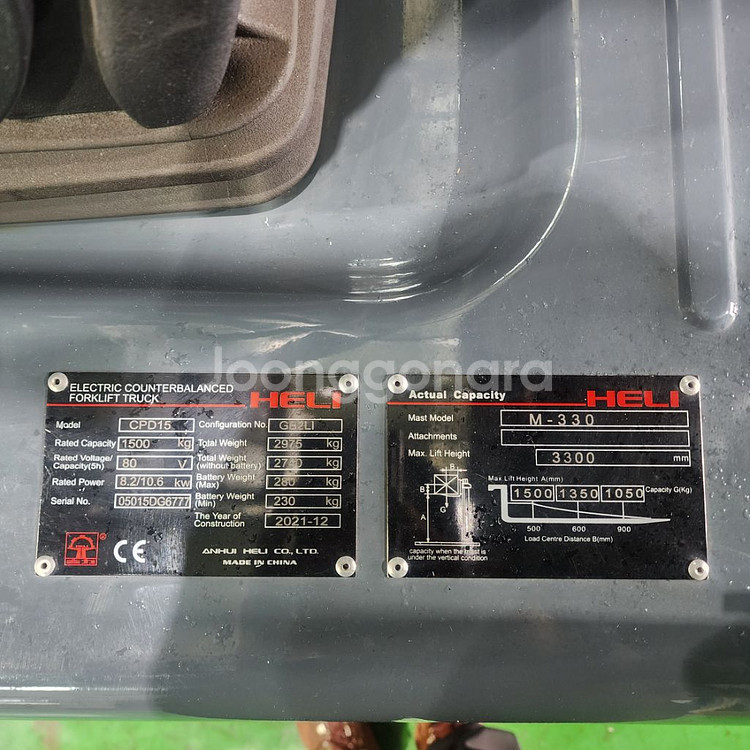 loonggonara
ELECTRIC COUNTERBALANCED
FORKLIFT TRUCK
HELI
Model CPD15 Configuration No. GB2LI
Rated Capacity 1500 kg Total Weight 2975 kg
Rated Voltage/ Capacity(5h) 80 V Total Weight (without battery) kg
Rated Power 8.2/10.6 kw Battery Weight (Max) 280 kg
Serial No. 05015DG6777 Battery Weight (Min) 230 kg
The Year of Construction 2021-12
CE
ANHUI HELI CO., LTD.
MADE IN CHINA
Actual Capacity HELI
Mast Model M-330
Attachments
Max. Lift Height 3300 mm
Max. Lift Height A(mm)
1500 1350 1050 Capacity G(Kg)
500 600 900
Load Centre Distance B(mm)
B
B
G
A
capacity when the mast is
under the vertical condition